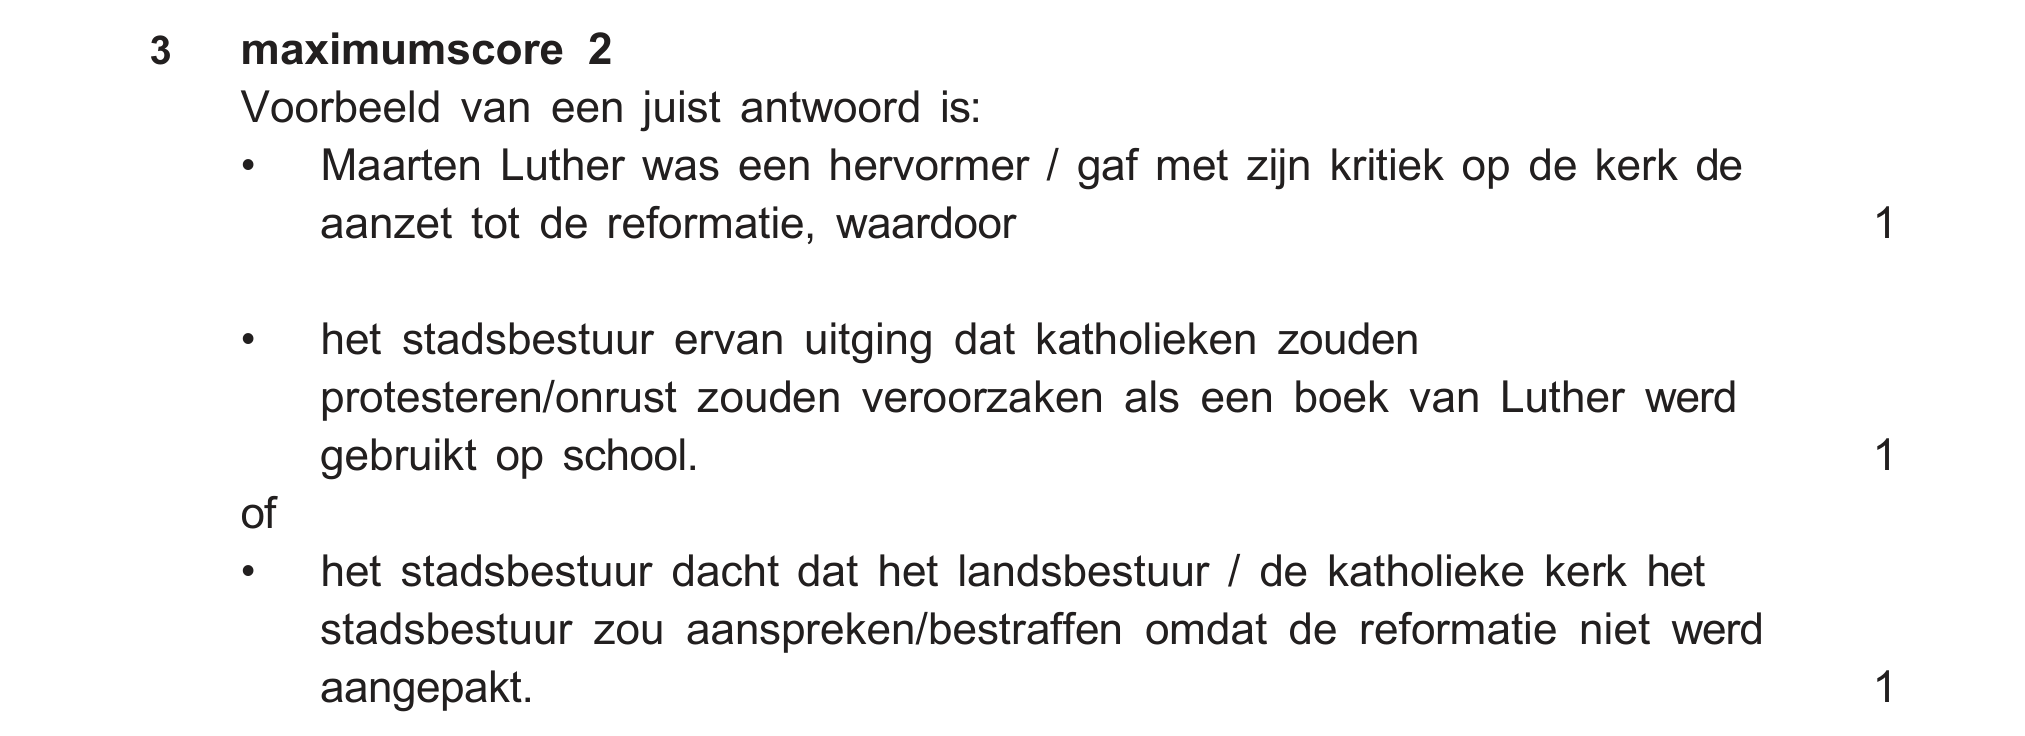 3 maximumscore 2
Voorbeeld van een juist antwoord is:
• Maarten Luther was een hervormer / gaf met zijn kritiek op de kerk de
aanzet tot de reformatie, waardoor 1
• het stadsbestuur ervan uitging dat katholieken zouden
protesteren/onrust zouden veroorzaken als een boek van Luther werd
gebruikt op school. 1
of
• het stadsbestuur dacht dat het landsbestuur / de katholieke kerk het
stadsbestuur zou aanspreken/bestraffen omdat de reformatie niet werd
aangepakt. 1